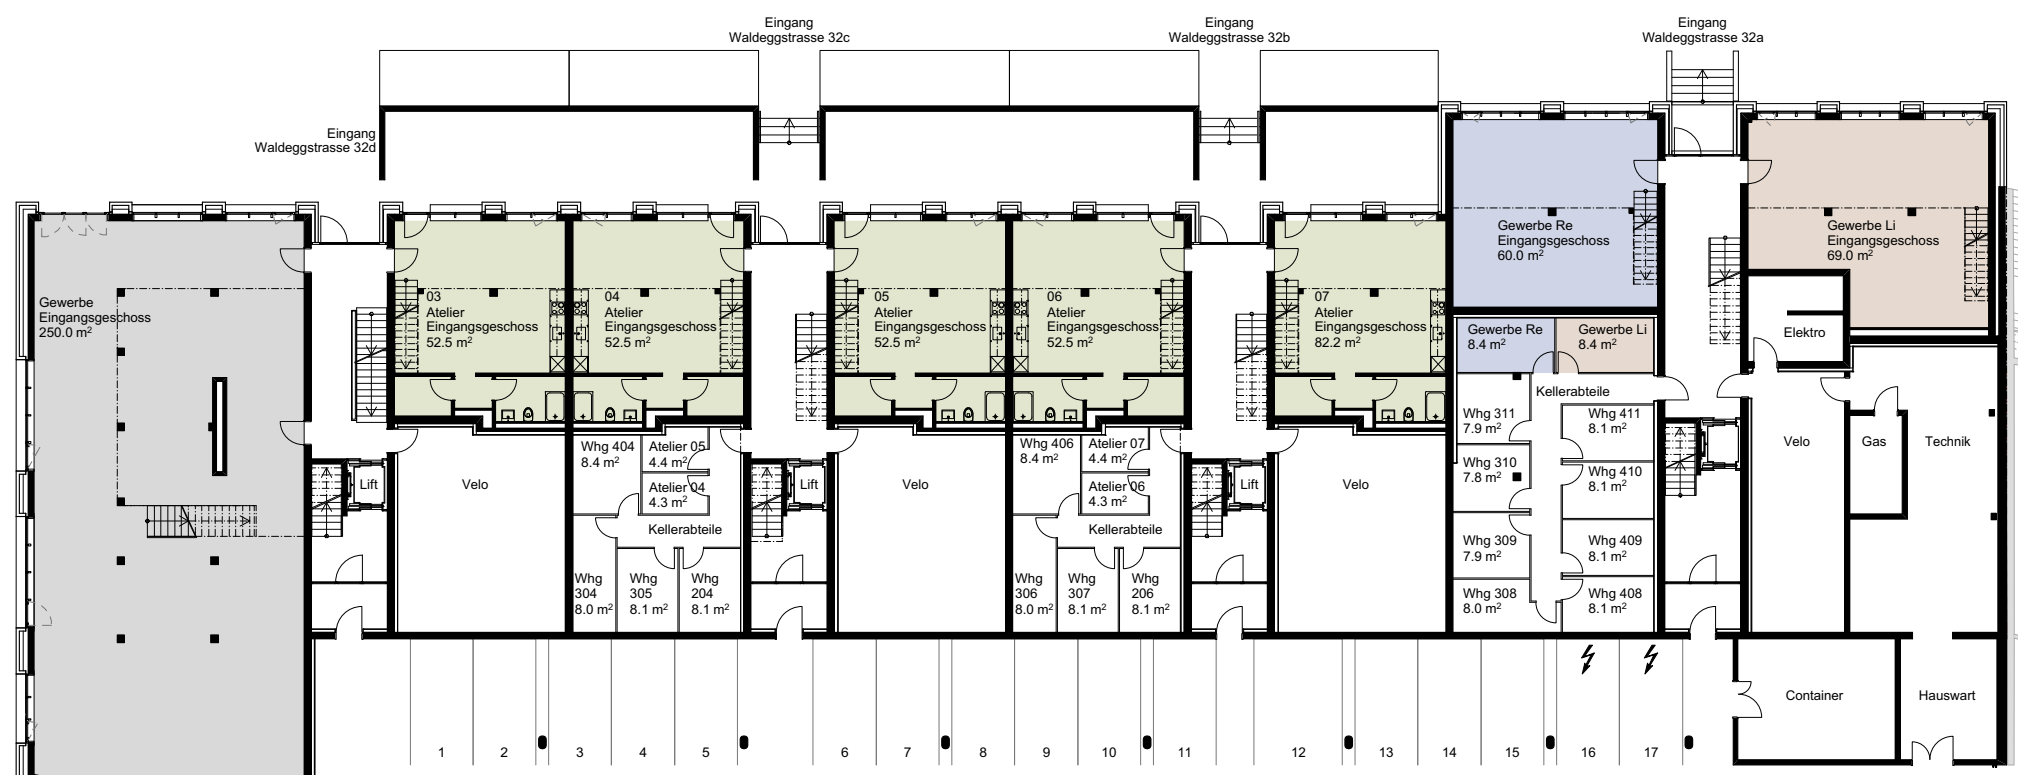 Eingang
Waldeggstrasse 32c
Eingang
Waldeggstrasse 32b
Eingang
Waldeggstrasse 32a
Eingang
Waldeggstrasse 32d
Gewerbe
Eingangsgeschoss
250.0 m²
03
Atelier
Eingangsgeschoss
52.5 m²
04
Atelier
Eingangsgeschoss
52.5 m²
05
Atelier
Eingangsgeschoss
52.5 m²
06
Atelier
Eingangsgeschoss
52.5 m²
07
Atelier
Eingangsgeschoss
82.2 m²
Gewerbe Re
Eingangsgeschoss
60.0 m²
Gewerbe Li
Eingangsgeschoss
69.0 m²
Gewerbe Re
8.4 m²
Gewerbe Li
8.4 m²
Elektro
Kellerabteile
Whg 311
7.9 m²
Whg 411
8.1 m²
Whg 310
7.8 m²
Whg 410
8.1 m²
Whg 309
7.9 m²
Whg 409
8.1 m²
Whg 308
8.0 m²
Whg 408
8.1 m²
Velo
Gas
Technik
Lift
Velo
Whg 404
8.4 m²
Atelier 05
4.4 m²
Atelier 04
4.3 m²
Kellerabteile
Whg
304
8.0 m²
Whg
305
8.1 m²
Whg
204
8.1 m²
Lift
Velo
Whg 406
8.4 m²
Atelier 07
4.4 m²
Atelier 06
4.3 m²
Kellerabteile
Whg
306
8.0 m²
Whg
307
8.1 m²
Whg
206
8.1 m²
Lift
Velo
Container
Hauswart
1
2
3
4
5
6
7
8
9
10
11
12
13
14
15
16
17